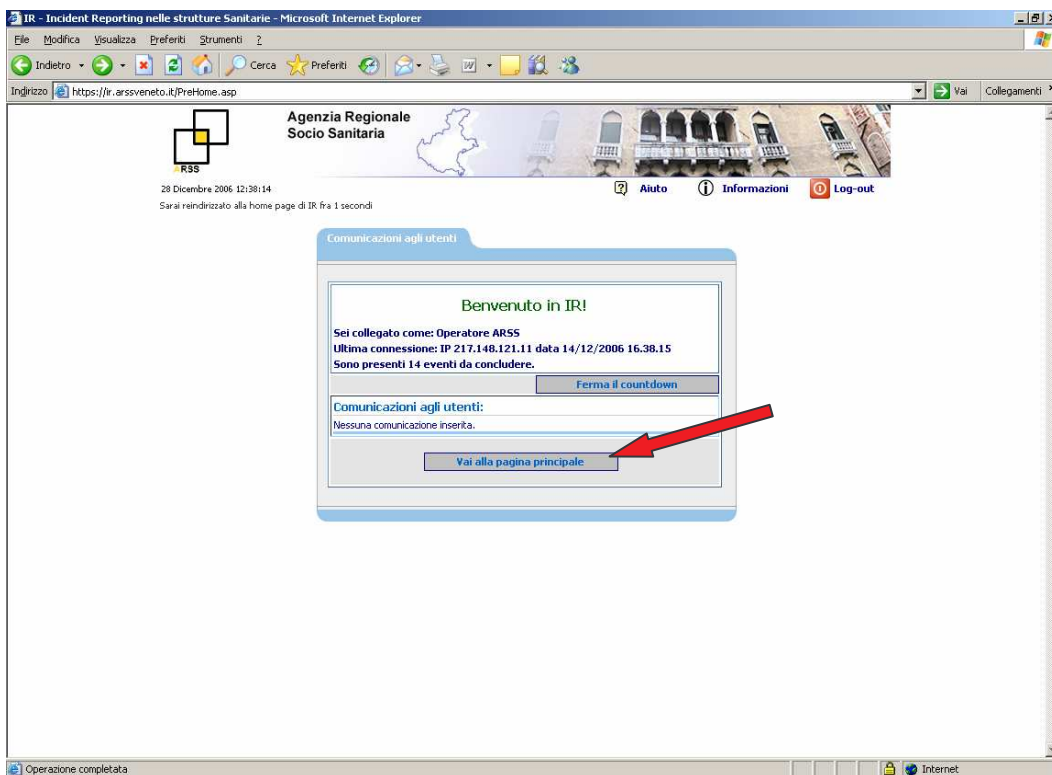 IR - Incident Reporting nelle strutture Sanitarie - Microsoft Internet Explorer
File Modifica Visualizza Preferiti Strumenti ?
Indietro Cerca Preferiti
Indirizzo https://ir.arssveneto.it/PreHome.asp Vai Collegamenti
Agenzia Regionale
Socio Sanitaria
ARSS
28 Dicembre 2006 12:38:14 Aiuto Informazioni Log-out
Sarai reindirizzato alla home page di IR fra 1 secondi
Comunicazioni agli utenti
Benvenuto in IR!
Sei collegato come: Operatore ARSS
Ultima connessione: IP 217.148.121.11 data 14/12/2006 16.38.15
Sono presenti 14 eventi da concludere.
Ferma il countdown
Comunicazioni agli utenti:
Nessuna comunicazione inserita.
Vai alla pagina principale
Operazione completata Internet